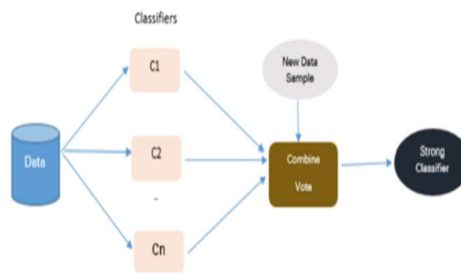 Classifiers
C1
New Data
Sample
Data
C2
Combine
Vote
Strong
Classifier
..
Cn